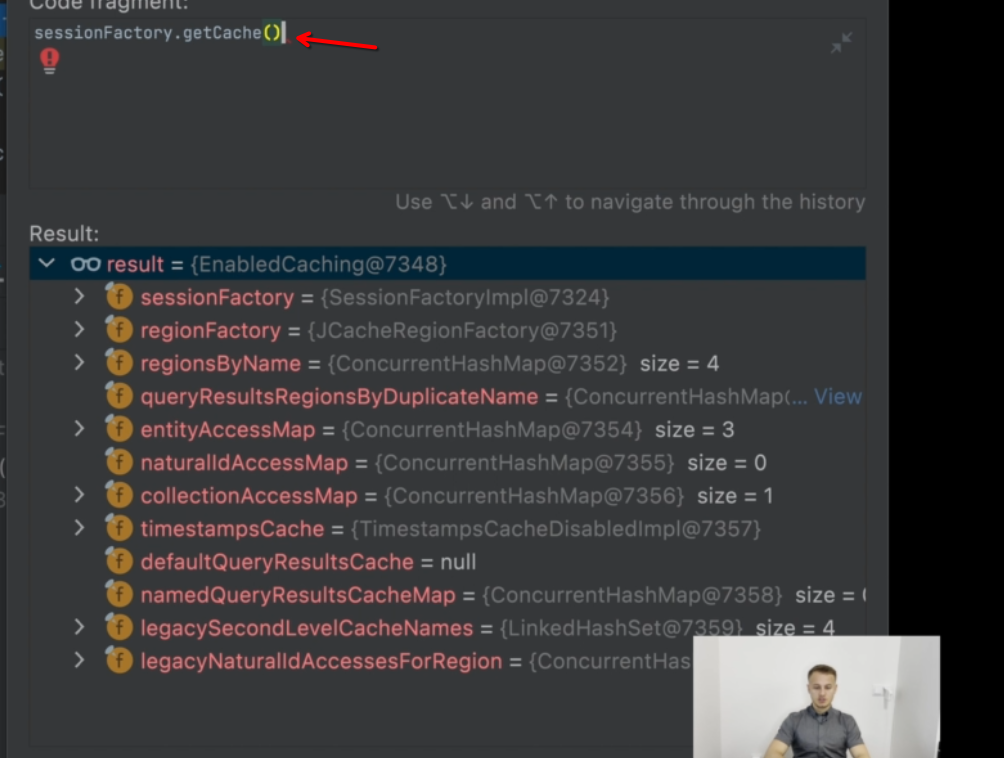 Code fragment:
sessionFactory.getCache()
Use ⌥↓ and ⌥↑ to navigate through the history
Result:
result = {EnabledCaching@7348}
sessionFactory = {SessionFactoryImpl@7324}
regionFactory = {JCacheRegionFactory@7351}
regionsByName = {ConcurrentHashMap@7352} size = 4
queryResultsRegionsByDuplicateName = {ConcurrentHashMap(... View
entityAccessMap = {ConcurrentHashMap@7354} size = 3
naturalIdAccessMap = {ConcurrentHashMap@7355} size = 0
collectionAccessMap = {ConcurrentHashMap@7356} size = 1
timestampsCache = {TimestampsCacheDisabledImpl@7357}
defaultQueryResultsCache = null
namedQueryResultsCacheMap = {ConcurrentHashMap@7358} size =
legacySecondLevelCacheNames = {LinkedHashSet@7359} size = 4
legacyNaturalIdAccessesForRegion = {ConcurrentHas